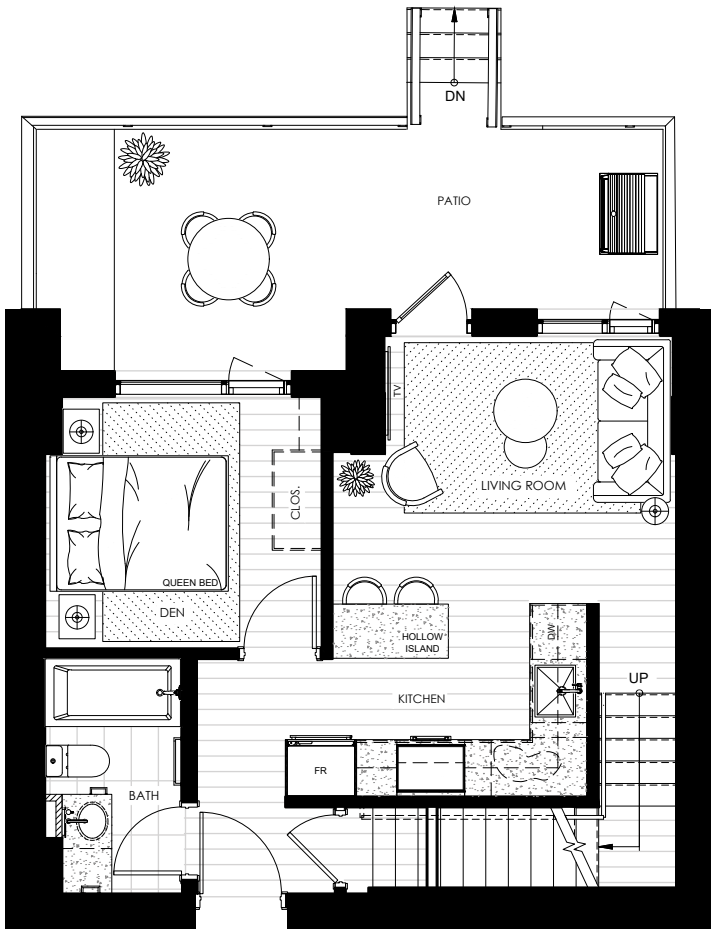 DN
PATIO
TV
LIVING ROOM
CLOS.
QUEEN BED
DEN
HOLLOW
ISLAND
DW
KITCHEN
UP
FR
BATH